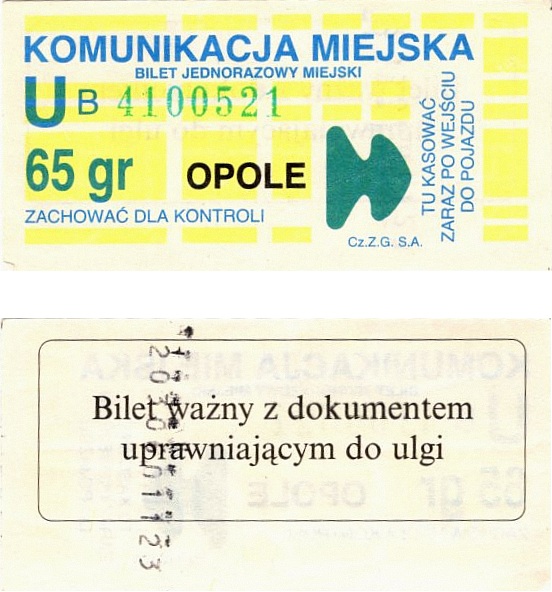 KOMUNIKACJA MIEJSKA
BILET JEDNORAZOWY MIEJSKI
U B 4100521
65 gr OPOLE
ZACHOWAĆ DLA KONTROLI
Cz.Z.G. S.A.
TU KASOWAĆ
ZARAZ PO WEJŚCIU
DO POJAZDU
Bilet ważny z dokumentem
uprawniającym do ulgi